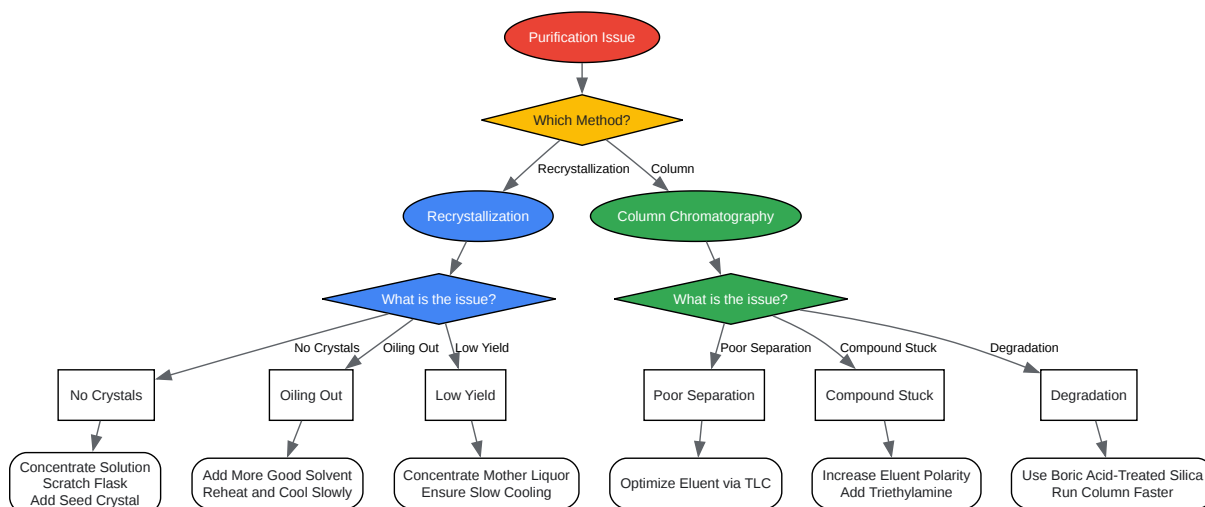 Purification Issue
Which Method?
Recrystallization
Column
Recrystallization
Column Chromatography
What is the issue?
What is the issue?
No Crystals
Oiling Out
Low Yield
Poor Separation
Compound Stuck
Degradation
No Crystals
Oiling Out
Low Yield
Poor Separation
Compound Stuck
Degradation
Concentrate Solution
Scratch Flask
Add Seed Crystal
Add More Good Solvent
Reheat and Cool Slowly
Concentrate Mother Liquor
Ensure Slow Cooling
Optimize Eluent via TLC
Increase Eluent Polarity
Add Triethylamine
Use Boric Acid-Treated Silica
Run Column Faster